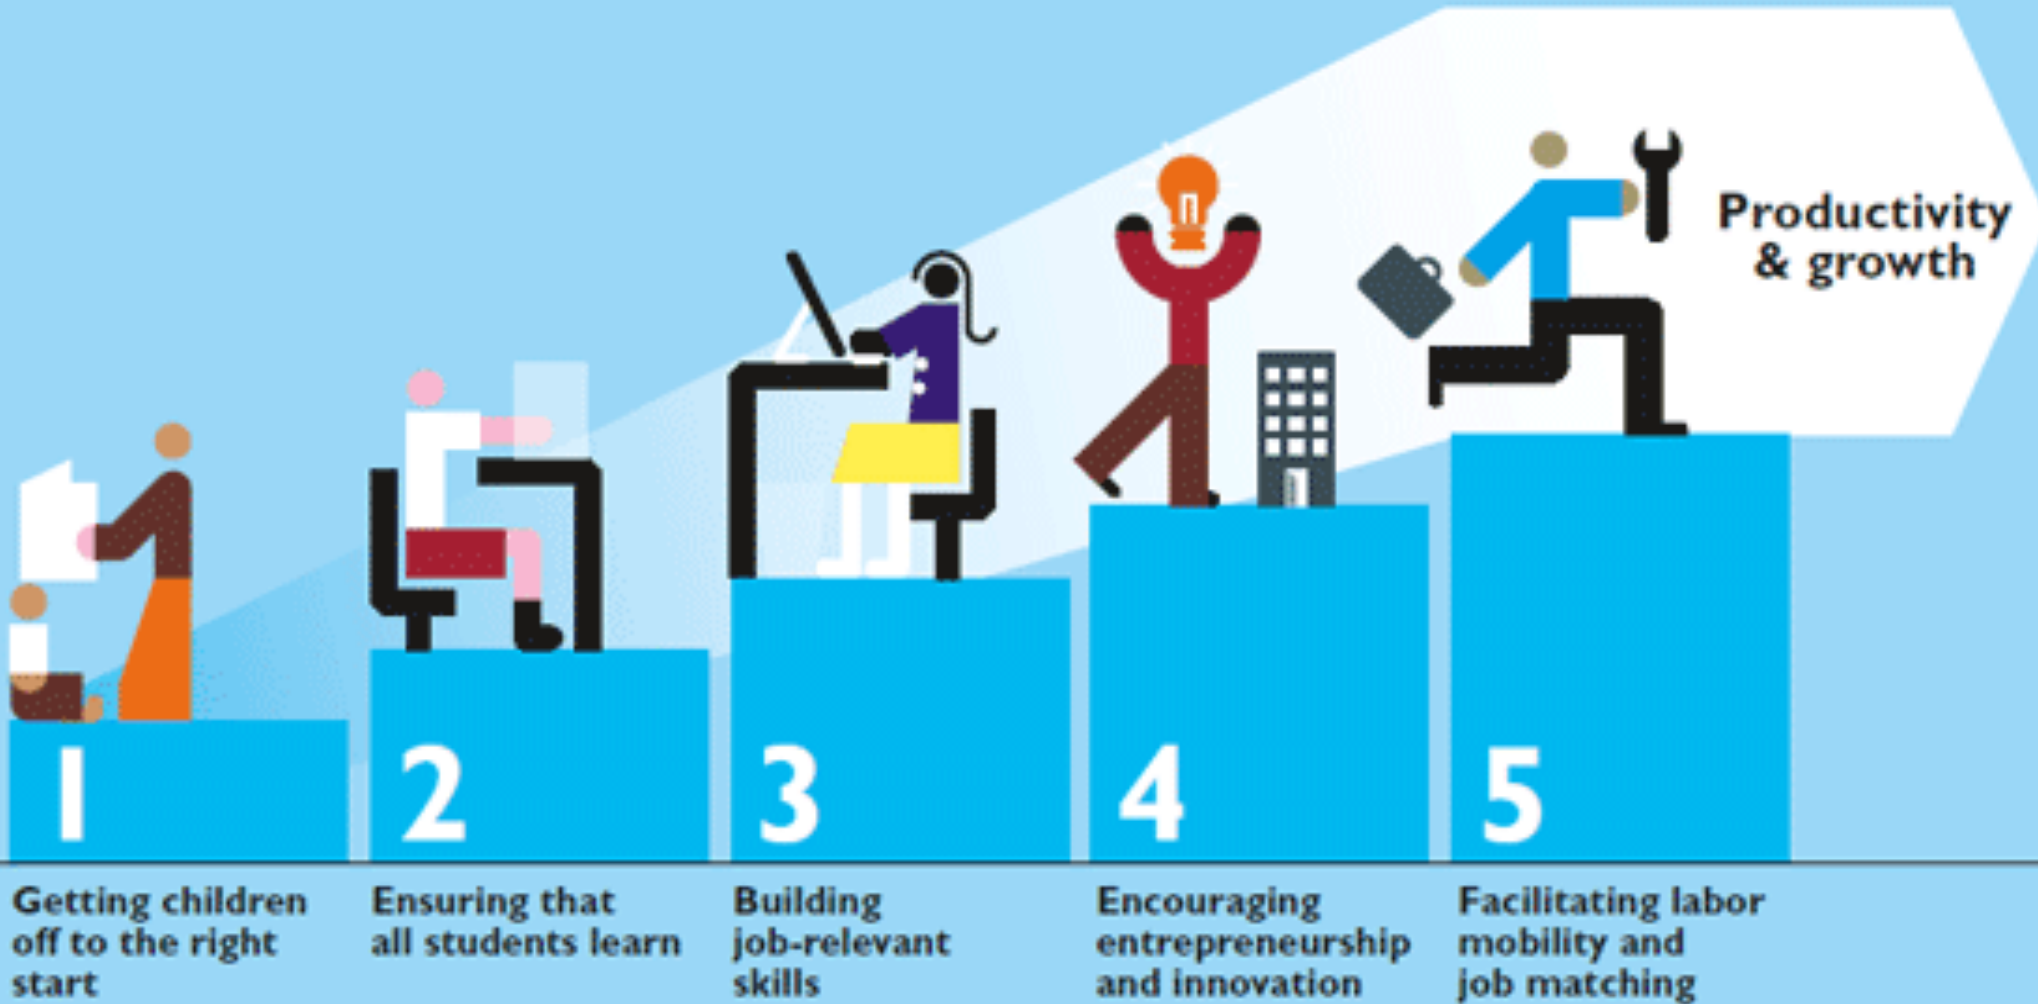 Productivity
& growth
1
2
3
4
5
Getting children
off to the right
start
Ensuring that
all students learn
Building
job-relevant
skills
Encouraging
entrepreneurship
and innovation
Facilitating labor
mobility and
job matching